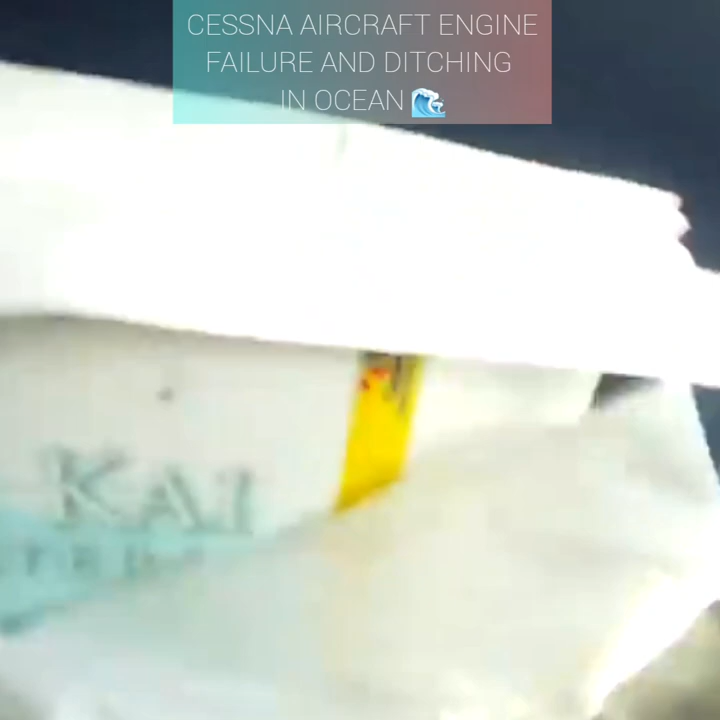 CESSNA AIRCRAFT ENGINE
FAILURE AND DITCHING
IN OCEAN 🌊
KAI